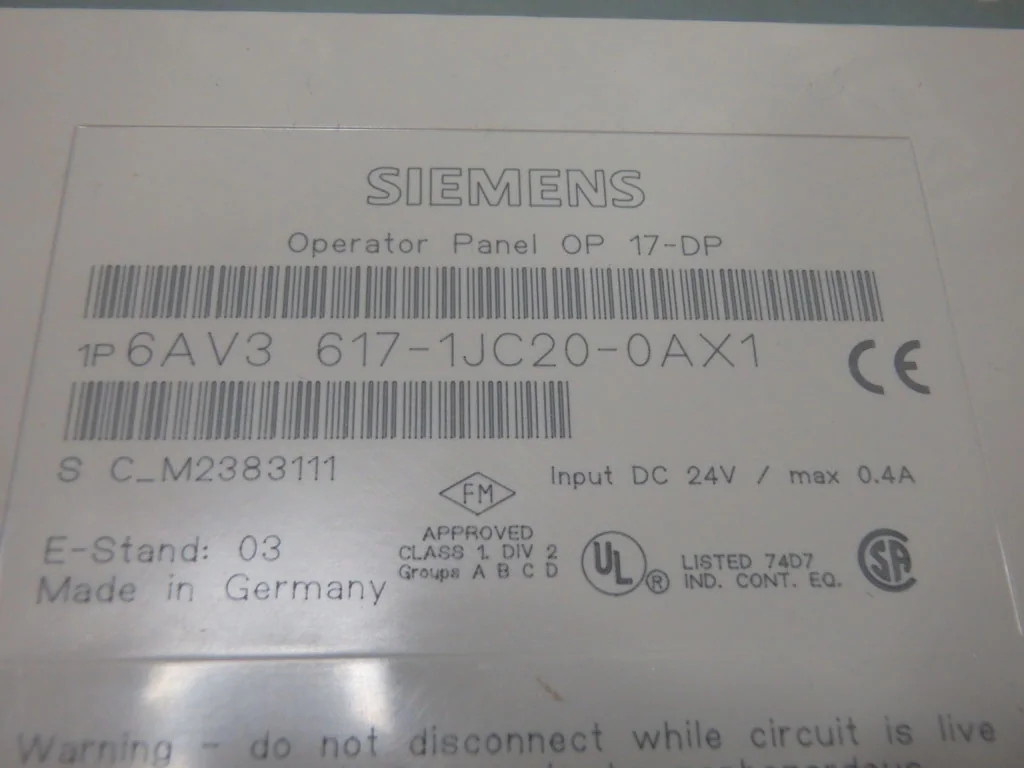 SIEMENS
Operator Panel OP 17-DP
1P 6AV3 617-1JC20-0AX1
CE
S C_M2383111
Input DC 24V / max 0.4A
FM
APPROVED
CLASS 1, DIV 2
Groups A B C D
E-Stand: 03
Made in Germany
UL ®
LISTED 74D7
IND. CONT. EQ.
SA
Warning - do not disconnect while circuit is live